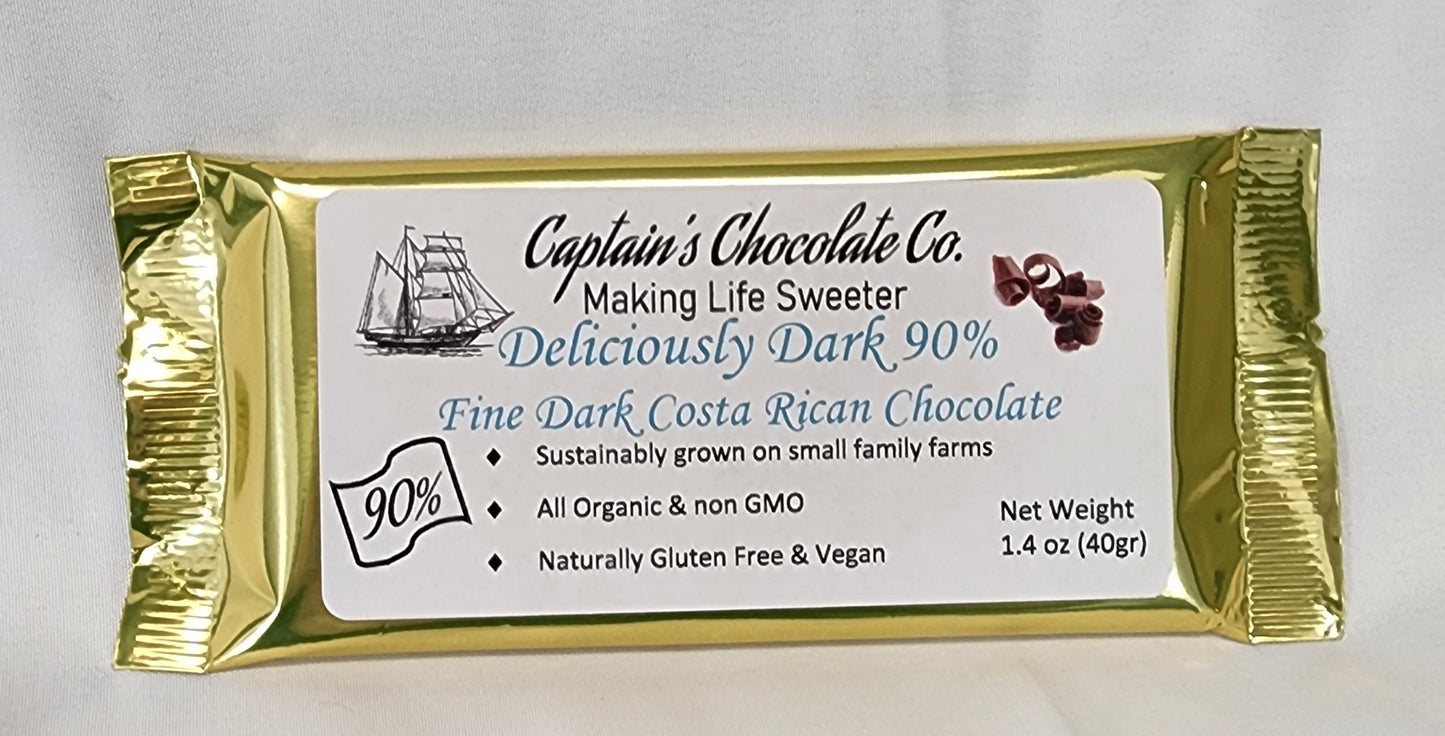 Captain's Chocolate Co.
Making Life Sweeter
Deliciously Dark 90%
Fine Dark Costa Rican Chocolate
90%
♦ Sustainably grown on small family farms
♦ All Organic & non GMO
♦ Naturally Gluten Free & Vegan
Net Weight
1.4 oz (40gr)